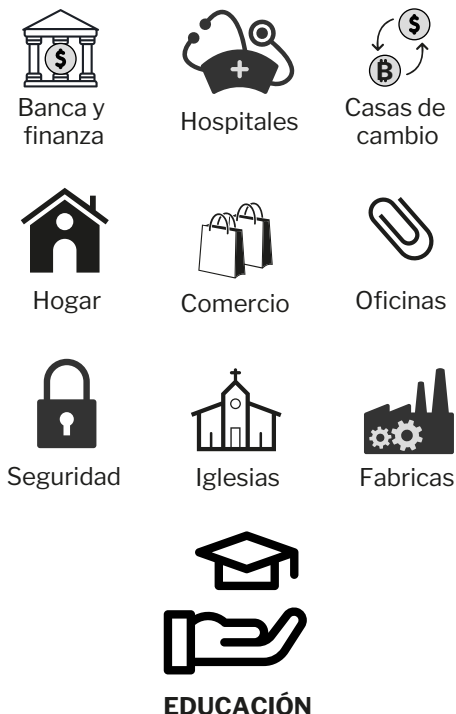 $
$
B
Banca y
finanza
Hospitales
Casas de
cambio
Hogar
Comercio
Oficinas
Seguridad
Iglesias
Fabricas
EDUCACIÓN